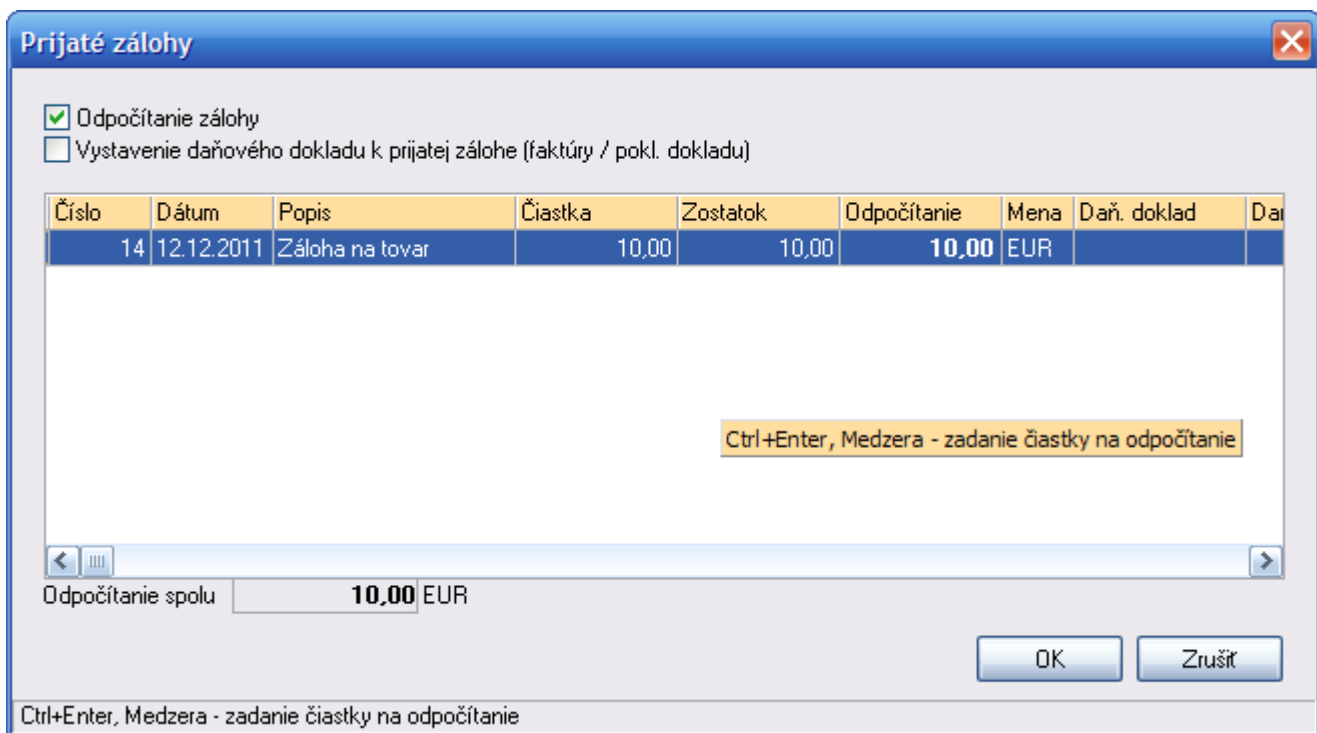 Prijaté zálohy
Odpočítanie zálohy
Vystavenie daňového dokladu k prijatej zálohe (faktúry / pokl. dokladu)
Číslo Dátum Popis Čiastka Zostatok Odpočítanie Mena Daň. doklad Daň
14 12.12.2011 Záloha na tovar 10,00 10,00 10,00 EUR
Ctrl+Enter, Medzera - zadanie čiastky na odpočítanie
Odpočítanie spolu 10,00 EUR
OK Zrušiť
Ctrl+Enter, Medzera - zadanie čiastky na odpočítanie